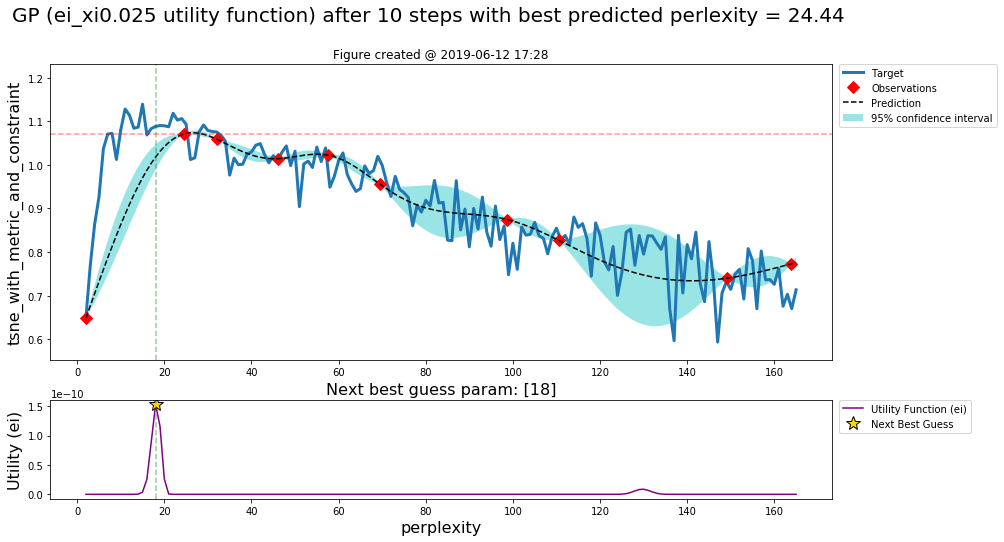 GP (ei_xi0.025 utility function) after 10 steps with best predicted perlexity = 24.44
Figure created @ 2019-06-12 17:28
tsne_with_metric_and_constraint
1.2
1.1
1.0
0.9
0.8
0.7
0.6
0 20 40 60 80 100 120 140 160
Target
Observations
Prediction
95% confidence interval
Next best guess param: [18]
1e−10
Utility (ei)
1.5
1.0
0.5
0.0
0 20 40 60 80 100 120 140 160
perplexity
Utility Function (ei)
Next Best Guess